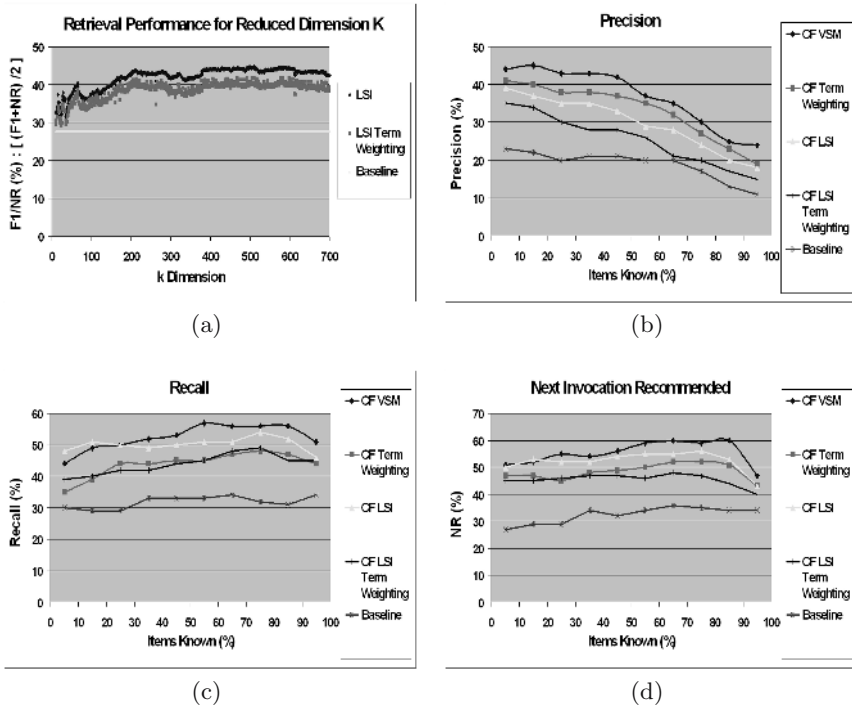 Retrieval Performance for Reduced Dimension K
F1/NR (%) : [ (F1+NR) /2 ]
50
40
30
20
10
0
0 100 200 300 400 500 600 700
k Dimension
LSI
LSI Term
Weighting
Baseline
(a)
Precision
Precision (%)
50
40
30
20
10
0
0 10 20 30 40 50 60 70 80 90 100
Items Known (%)
CF VSM
CF Term
Weighting
CF LSI
CF LSI
Term
Weighting
Baseline
(b)
Recall
Recall (%)
60
50
40
30
20
10
0
0 10 20 30 40 50 60 70 80 90 100
Items Known (%)
CF VSM
CF Term
Weighting
CF LSI
CF LSI
Term
Weighting
Baseline
(c)
Next Invocation Recommended
NR (%)
70
60
50
40
30
20
10
0
0 10 20 30 40 50 60 70 80 90 100
Items Known (%)
CF VSM
CF Term
Weighting
CF LSI
CF LSI
Term
Weighting
Baseline
(d)